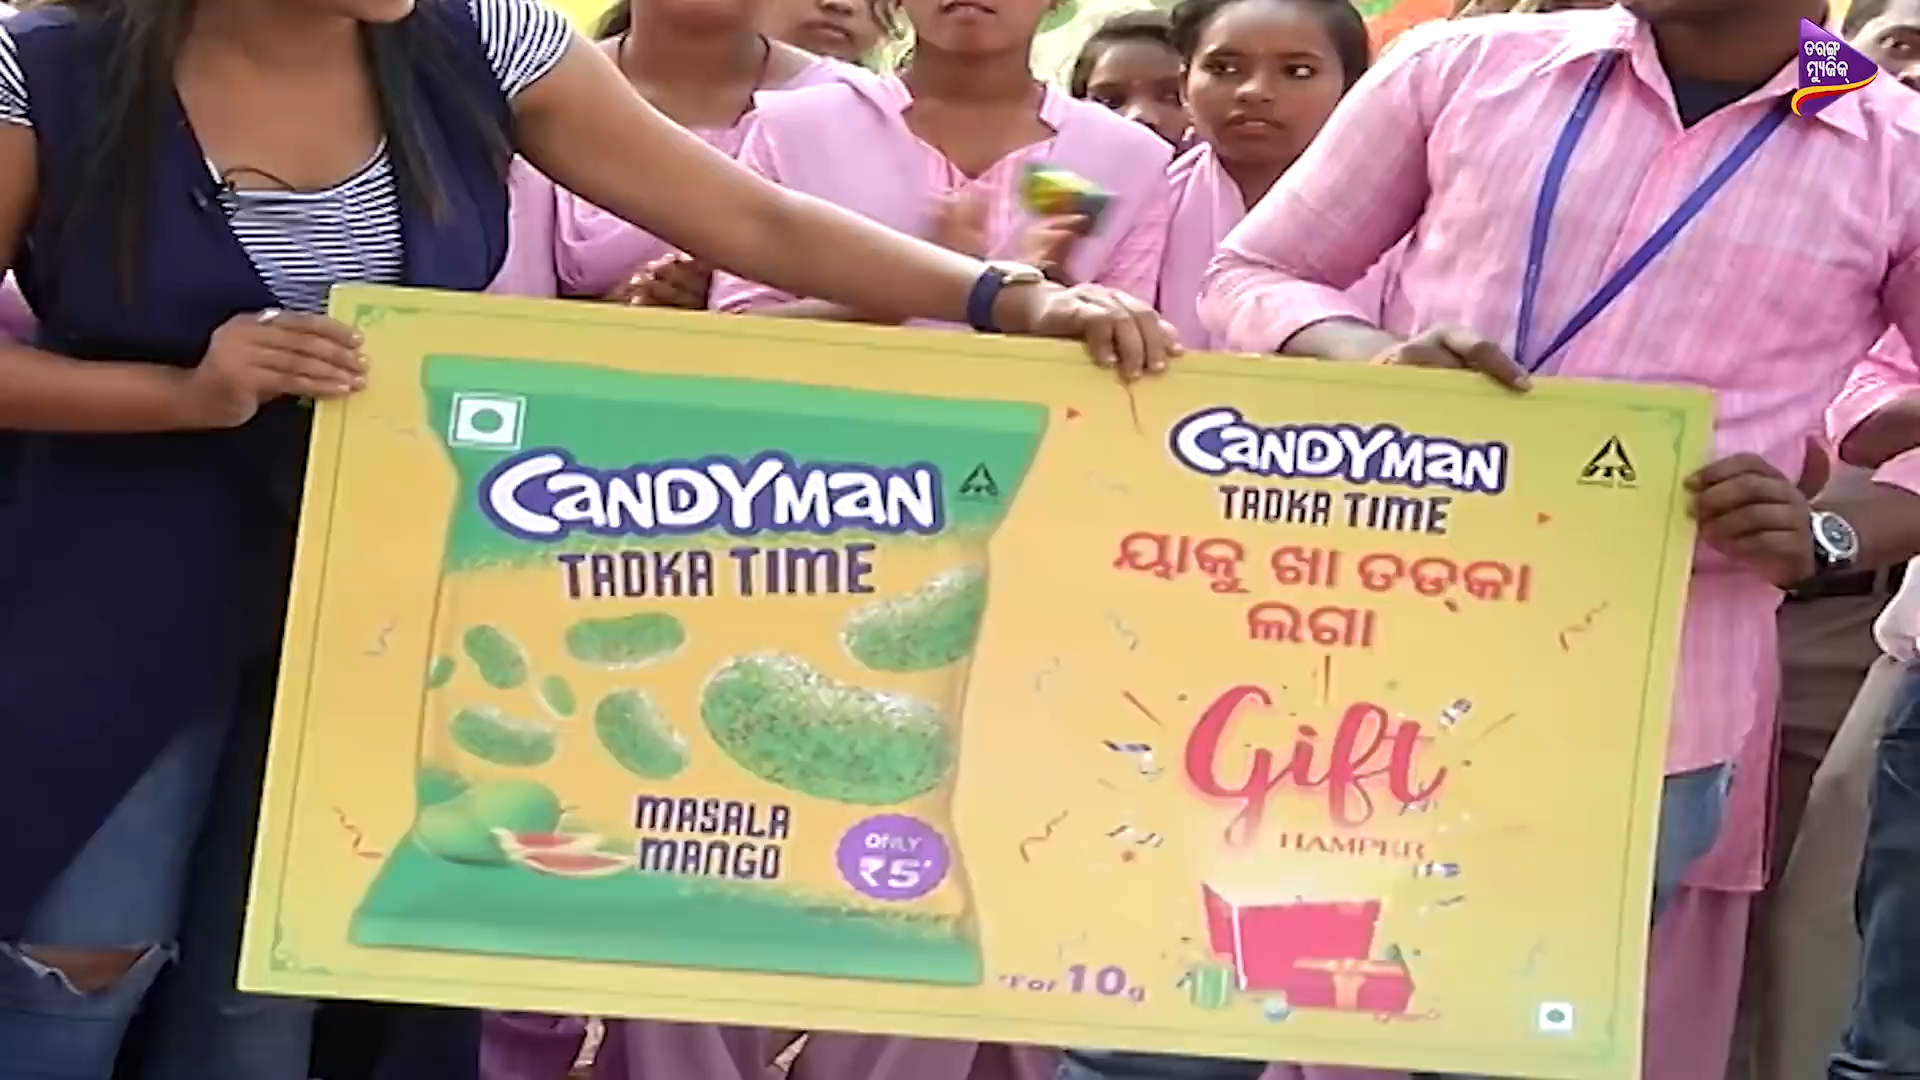 ତରଙ୍ଗ
ମ୍ୟୁଜିକ୍
CANDYMAN
TADKA TIME
MASALA
MANGO
ONLY
₹5*
CANDYMAN
TADKA TIME
ୟାକୁ ଖା ତଡ୍‌କା
ଲଗା
Gift
HAMPER
*For 10g